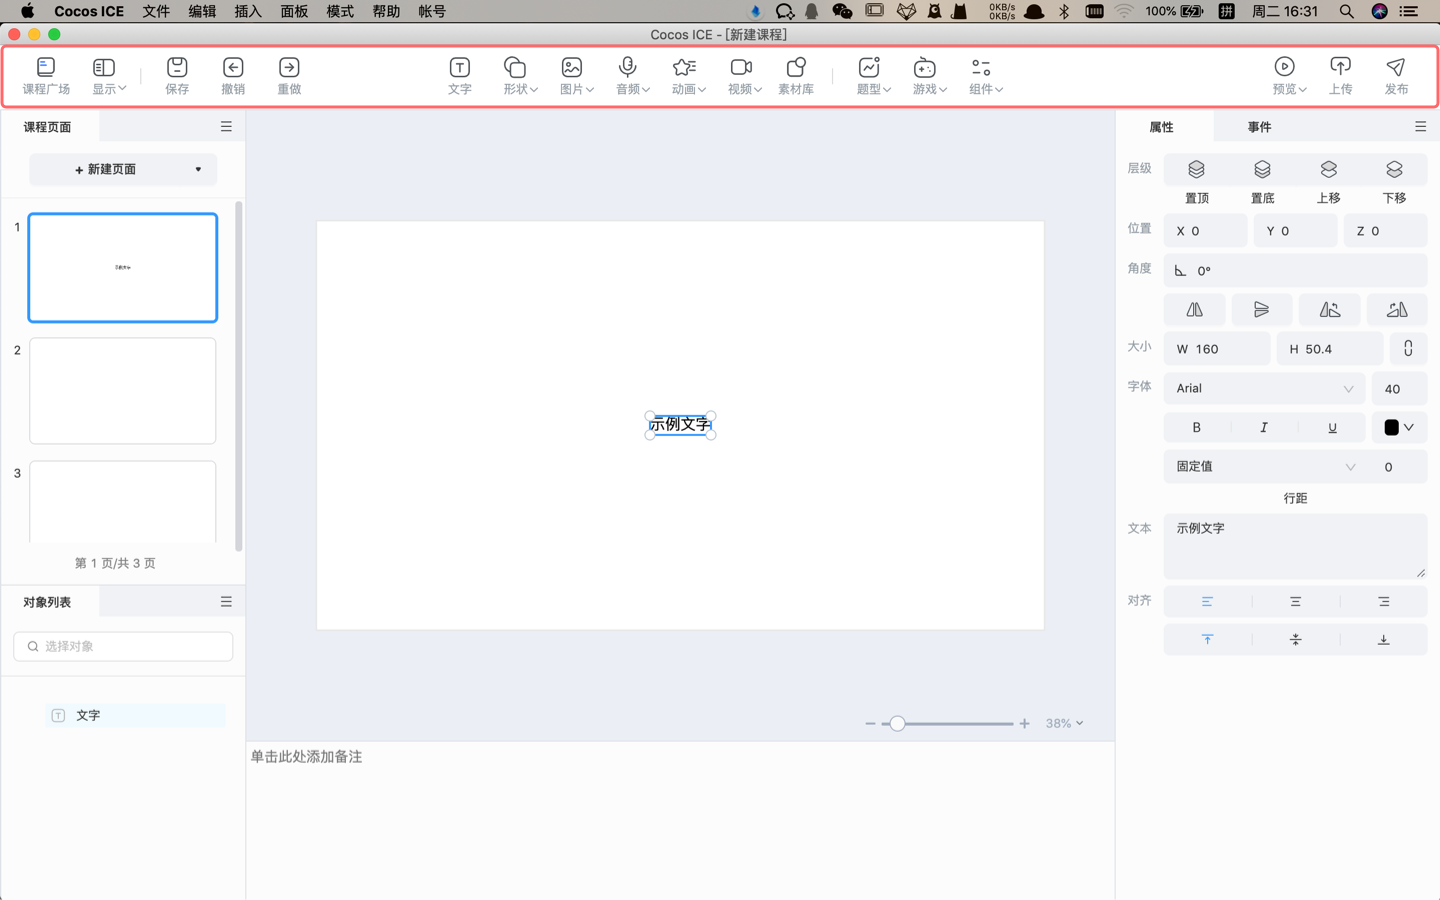 Cocos ICE 文件 编辑 插入 面板 模式 帮助 帐号 0KB/s 0KB/s 100% 拼 周二 16:31
Cocos ICE - [新建课程]
课程广场 显示 保存 撤销 重做 文字 形状 图片 音频 动画 视频 素材库 题型 游戏 组件 预览 上传 发布
课程页面
+ 新建页面
1
示例文字
2
3
第 1 页/共 3 页
对象列表
选择对象
T 文字
示例文字
38%
单击此处添加备注
属性 事件
层级
置顶 置底 上移 下移
位置 X 0 Y 0 Z 0
角度 0°
大小 W 160 H 50.4
字体 Arial 40
B I U
固定值 0
行距
文本 示例文字
对齐